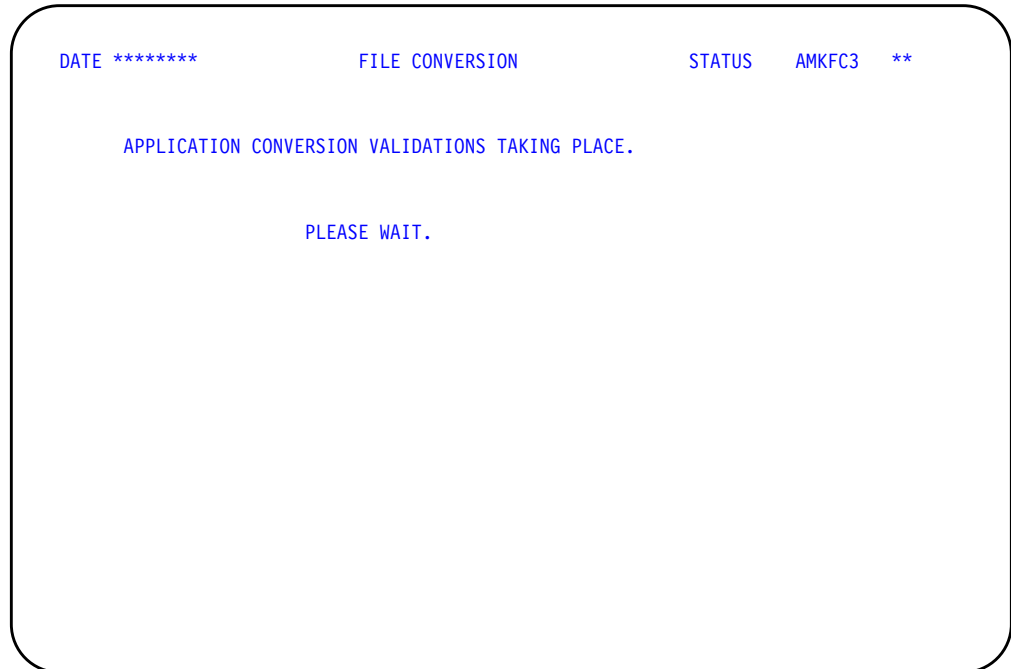 DATE ******** FILE CONVERSION STATUS AMKFC3 **
APPLICATION CONVERSION VALIDATIONS TAKING PLACE.
PLEASE WAIT.